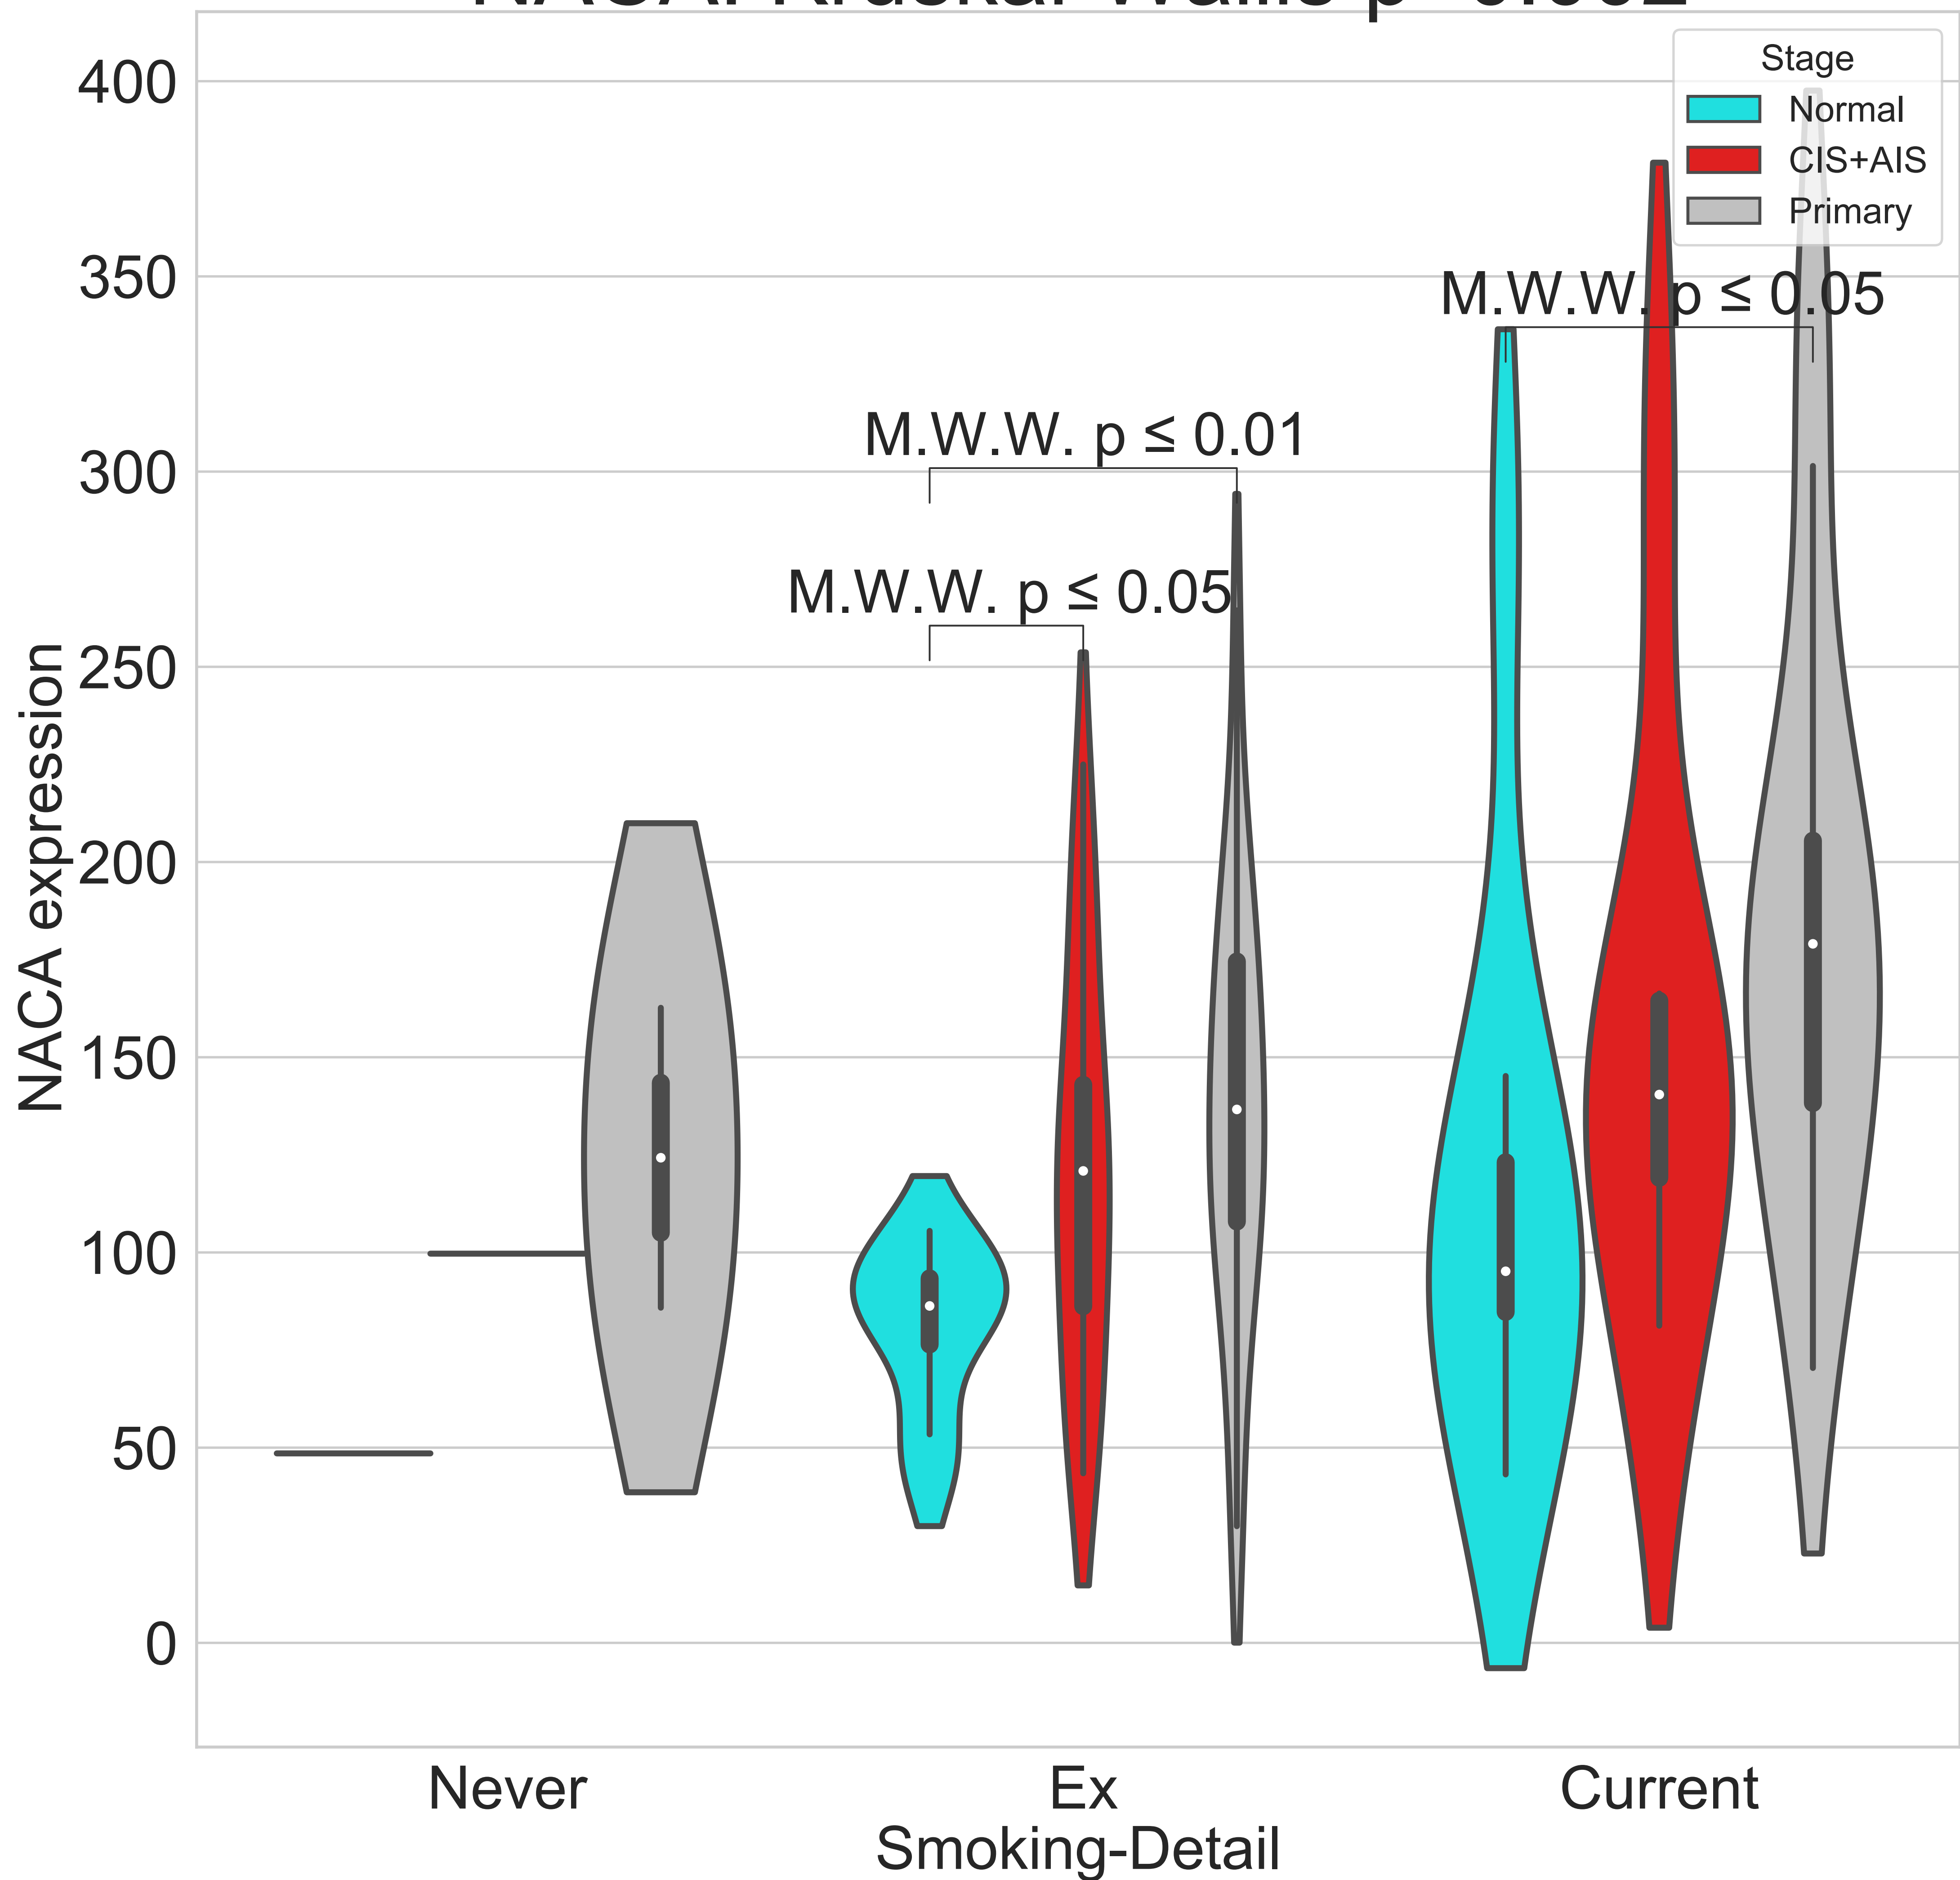 400
350
300
250
200
150
100
50
0
NACA expression
Stage
Normal
CIS+AIS
Primary
M.W.W. p ≤ 0.05
M.W.W. p ≤ 0.01
M.W.W. p ≤ 0.05
Never
Ex
Current
Smoking-Detail